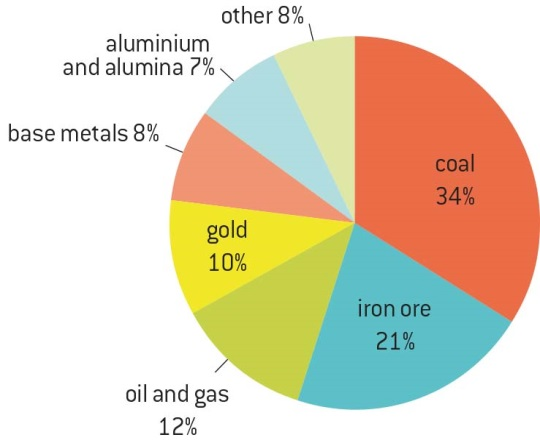 other 8%
aluminium
and alumina 7%
base metals 8%
coal
34%
gold
10%
iron ore
21%
oil and gas
12%